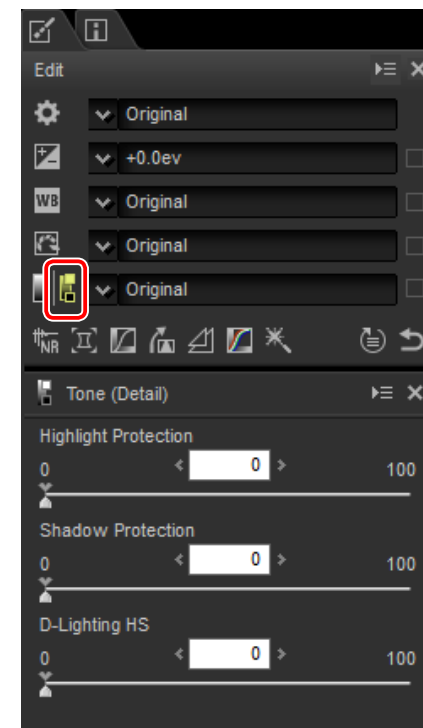 Edit
Original
+0.0ev
WB Original
Original
Original
NR
Tone (Detail)
Highlight Protection
0 0 100
Shadow Protection
0 0 100
D-Lighting HS
0 0 100